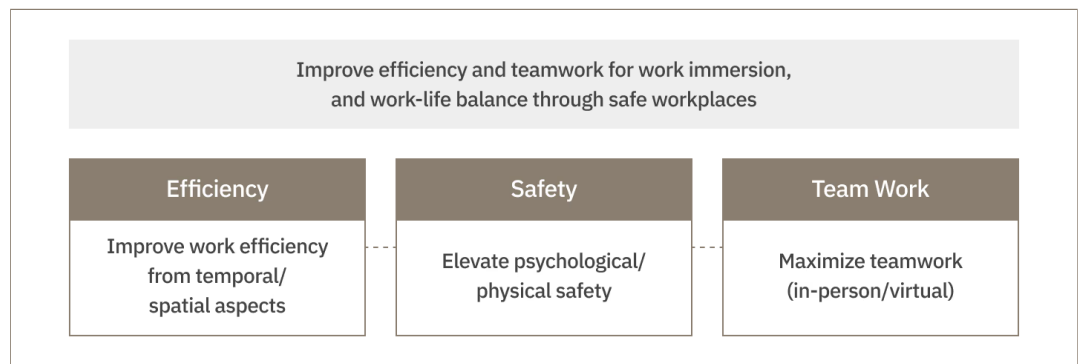 Improve efficiency and teamwork for work immersion,
and work-life balance through safe workplaces
Efficiency
Improve work efficiency
from temporal/
spatial aspects
Safety
Elevate psychological/
physical safety
Team Work
Maximize teamwork
(in-person/virtual)